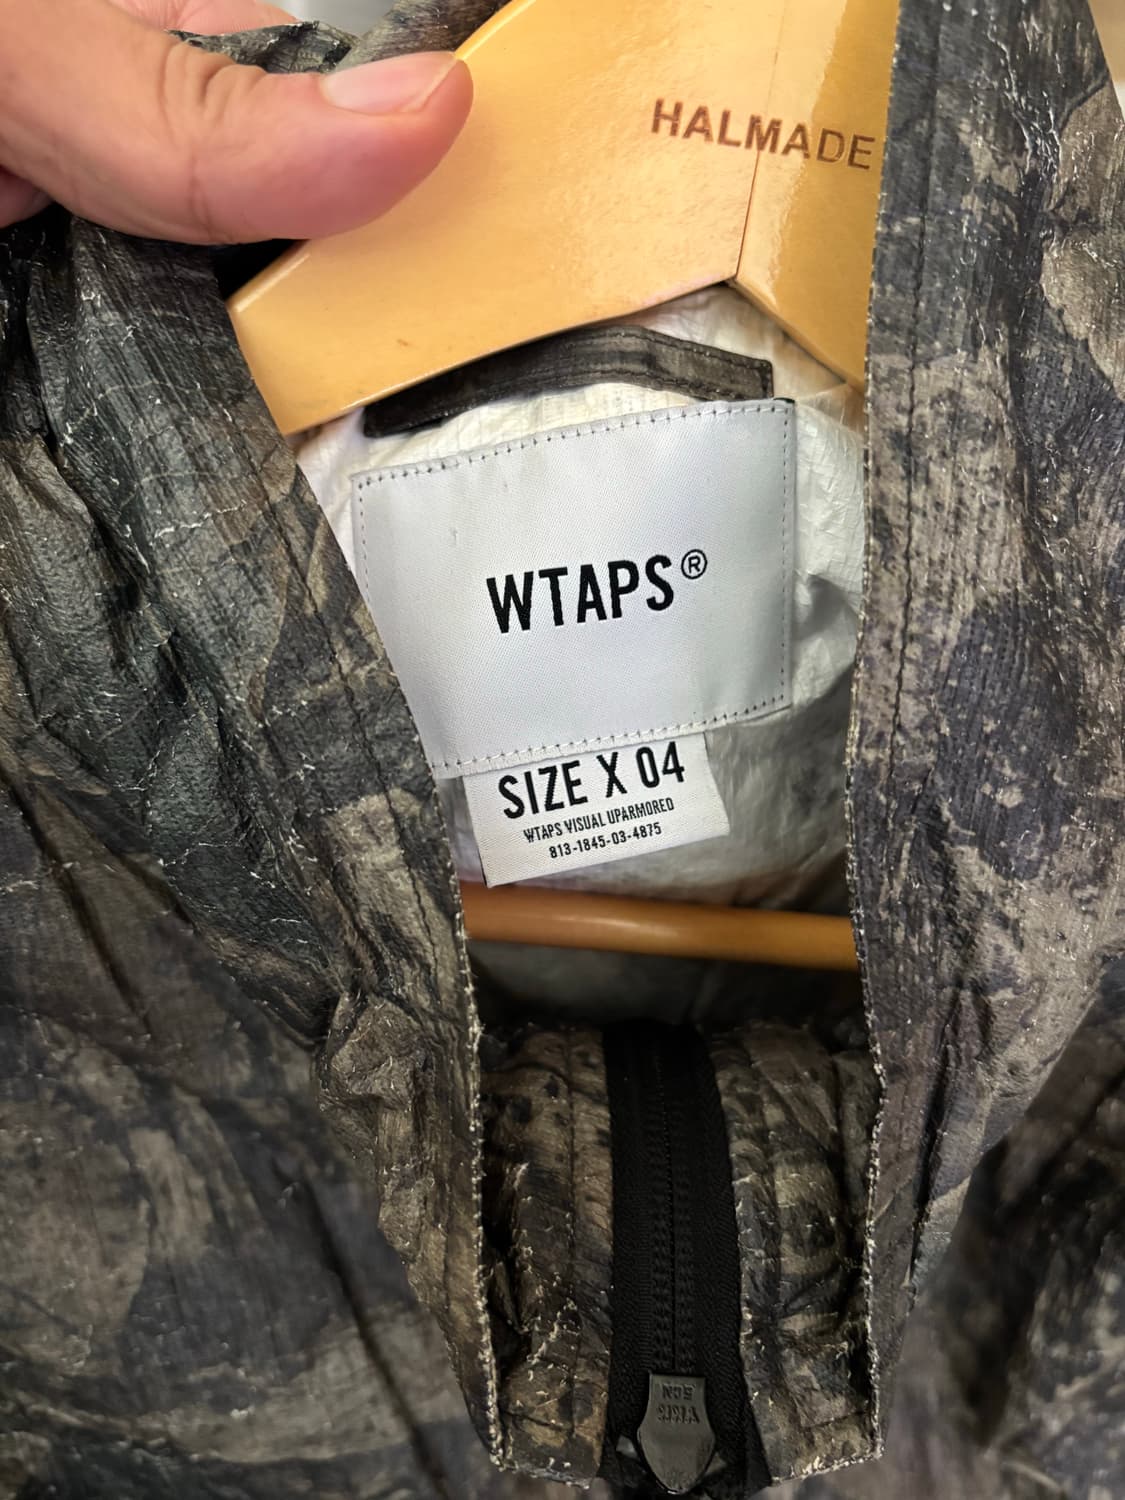 HALMADE
WTAPS®
SIZE X 04
WTAPS VISUAL UPARMORED
813-1845-03-4875